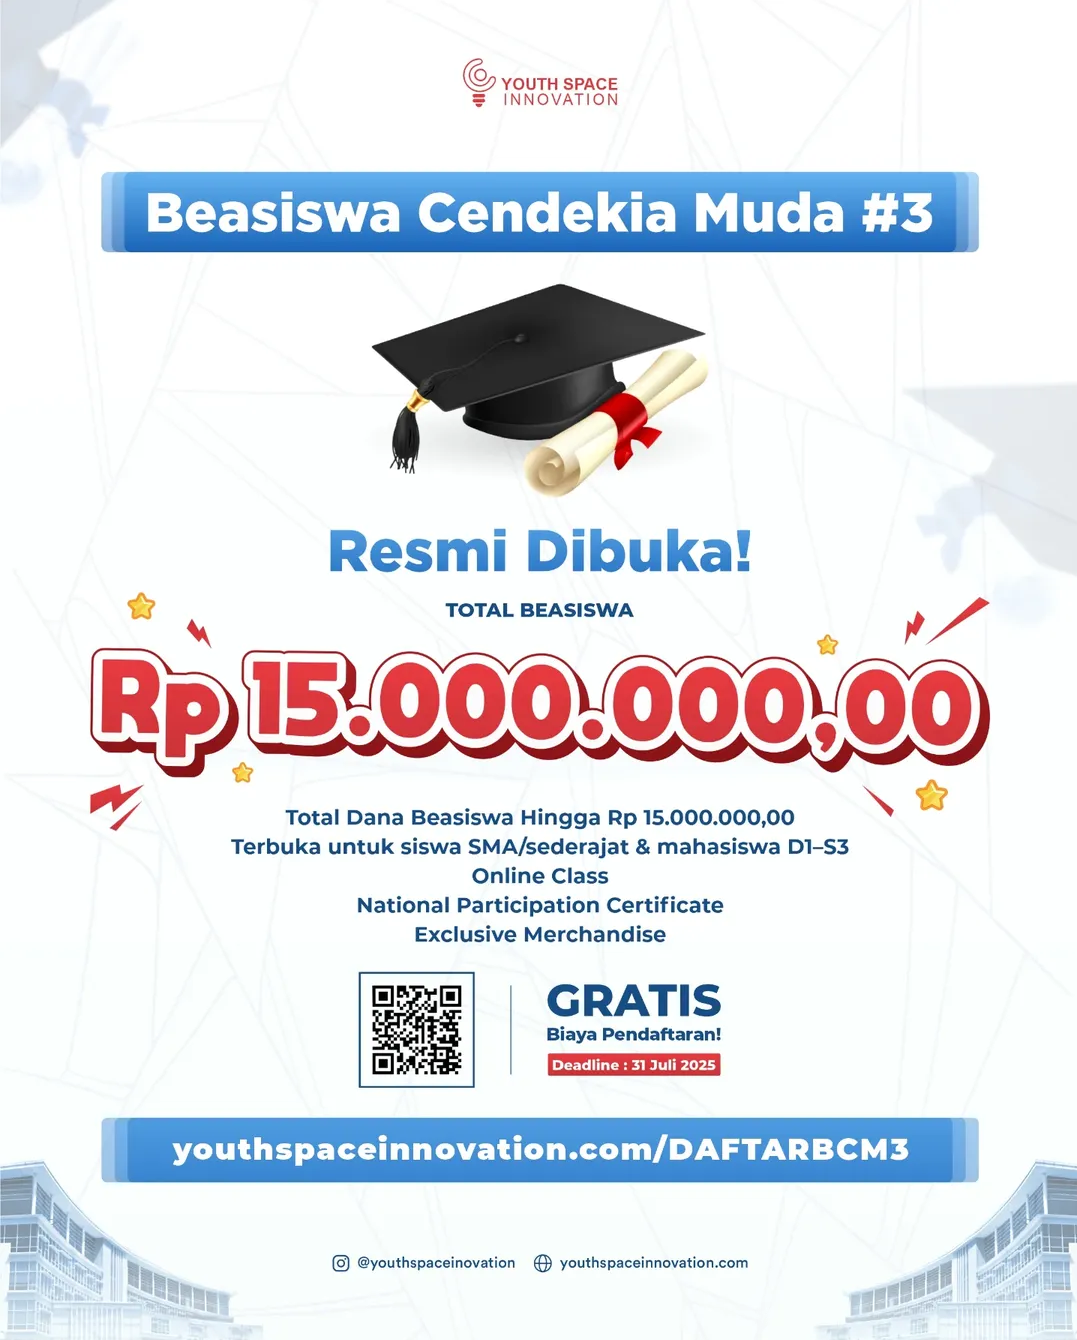 YOUTH SPACE
INNOVATION
Beasiswa Cendekia Muda #3
Resmi Dibuka!
TOTAL BEASISWA
Rp 15.000.000,00
Total Dana Beasiswa Hingga Rp 15.000.000,00
Terbuka untuk siswa SMA/sederajat & mahasiswa D1–S3
Online Class
National Participation Certificate
Exclusive Merchandise
GRATIS
Biaya Pendaftaran!
Deadline : 31 Juli 2025
youthspaceinnovation.com/DAFTARBCM3
@youthspaceinovation youthspaceinnovation.com